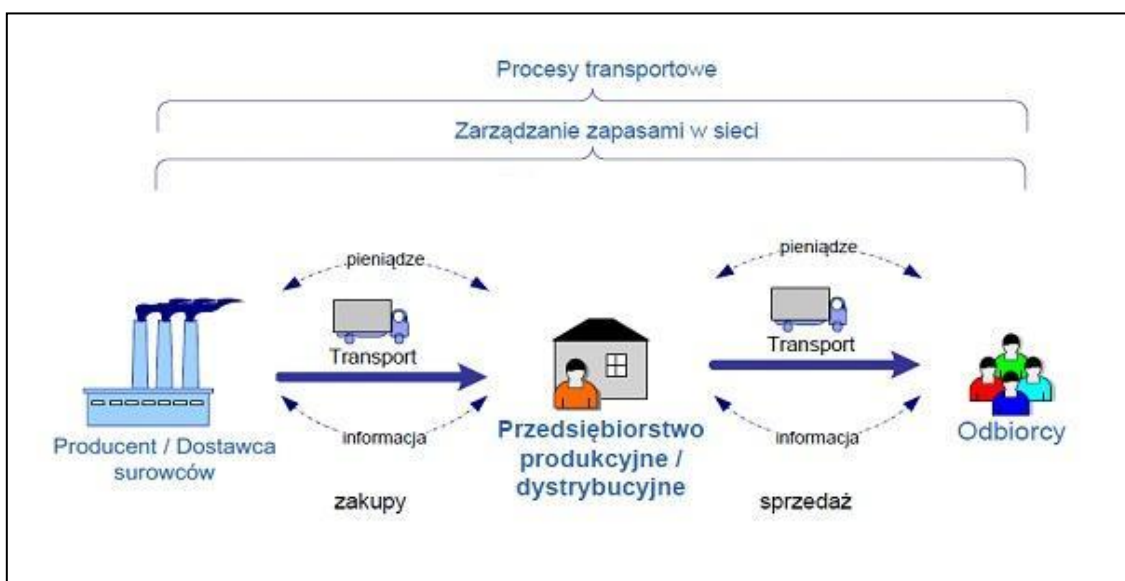 Procesy transportowe
Zarządzanie zapasami w sieci
pieniądze
pieniądze
Transport
Transport
informacja
informacja
Producent / Dostawca
surowców
Przedsiębiorstwo
produkcyjne /
dystrybucyjne
Odbiorcy
zakupy
sprzedaż